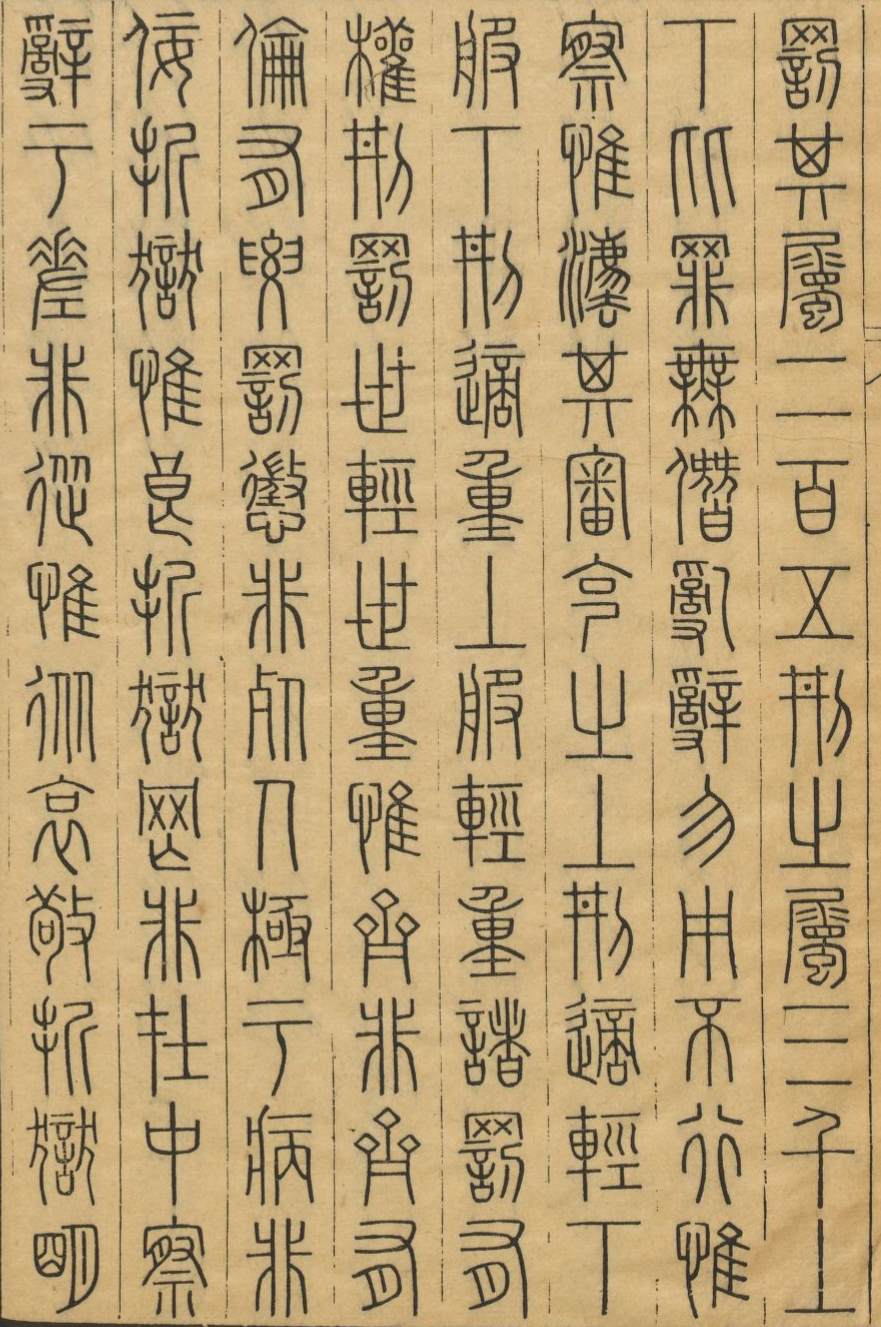 罰其屬二百五刑之屬三千上
下比罪無僭亂辭勿用不行惟
察惟灋其審克之上刑適輕下
服下刑適重上服輕重諸罰有
權刑罰世輕世重惟齊非齊有
倫有要罰懲非死人極于病非
佞折獄惟良折獄罔非在中察
辭于差非從惟從哀敬折獄明